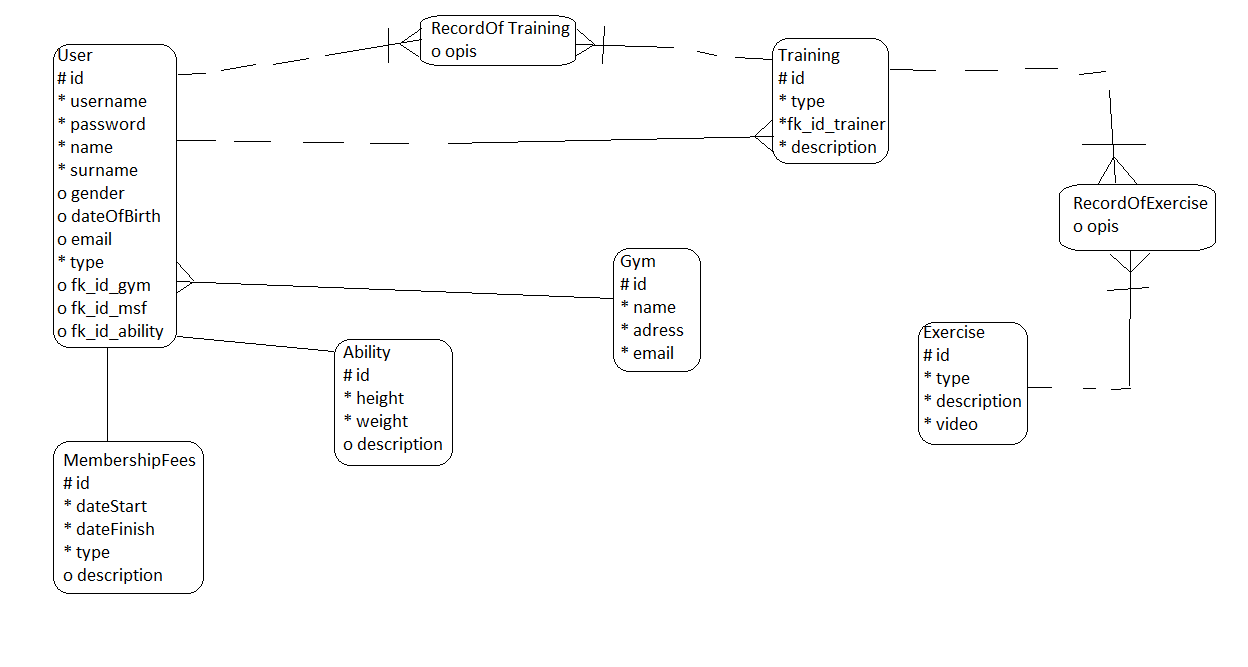 User
# id
* username
* password
* name
* surname
o gender
o dateOfBirth
o email
* type
o fk_id_gym
o fk_id_msf
o fk_id_ability
RecordOf Training
o opis
Training
# id
* type
*fk_id_trainer
* description
RecordOfExercise
o opis
Gym
# id
* name
* adress
* email
Ability
# id
* height
* weight
o description
Exercise
# id
* type
* description
* video
MembershipFees
# id
* dateStart
* dateFinish
* type
o description